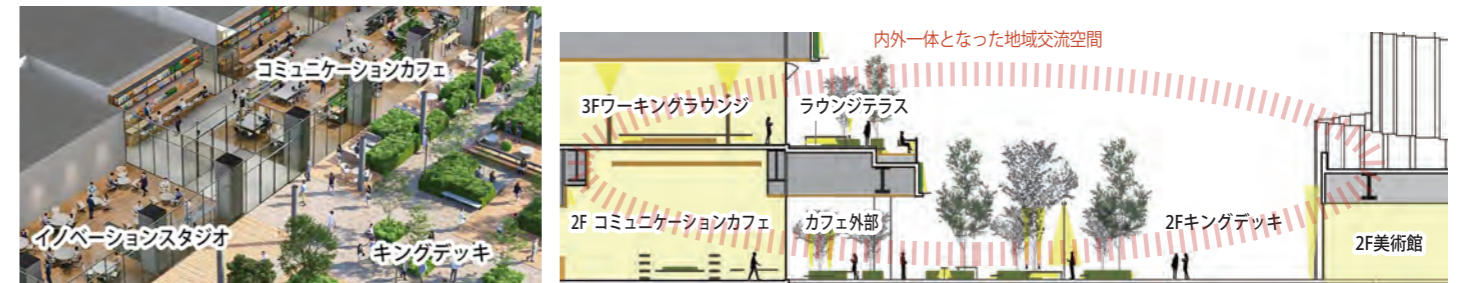 コミュニケーションカフェ
イノベーションスタジオ
キングデッキ
内外一体となった地域交流空間
3Fワーキングラウンジ
ラウンジテラス
2F コミュニケーションカフェ
カフェ外部
2Fキングデッキ
2F美術館